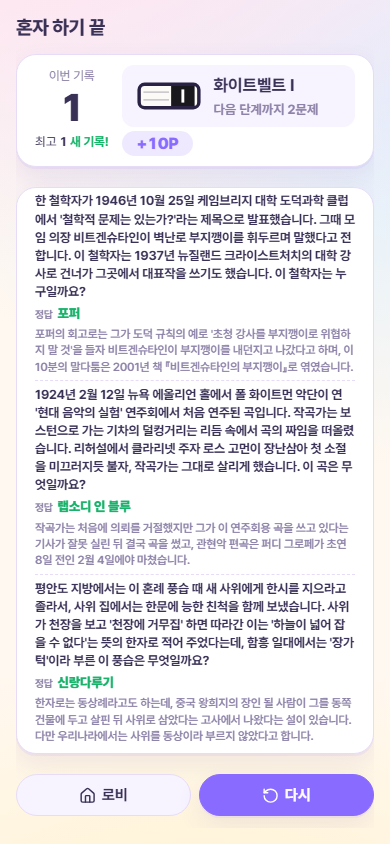 혼자 하기 끝
이번 기록
1
최고 1 새 기록!
화이트벨트 I
다음 단계까지 2문제
+10P
한 철학자가 1946년 10월 25일 케임브리지 대학 도덕과학 클럽
에서 '철학적 문제는 있는가?'라는 제목으로 발표했습니다. 그때 모
임 의장 비트겐슈타인이 벽난로 부지깽이를 휘두르며 말했다고 전
합니다. 이 철학자는 1937년 뉴질랜드 크라이스트처치의 대학 강
사로 건너가 그곳에서 대표작을 쓰기도 했습니다. 이 철학자는 누
구일까요?
정답 포퍼
포퍼의 회고로는 그가 도덕 규칙의 예로 '초청 강사를 부지깽이로 위협하
지 말 것'을 들자 비트겐슈타인이 부지깽이를 내던지고 나갔다고 하며, 이
10분의 말다툼은 2001년 책 『비트겐슈타인의 부지깽이』로 엮였습니다.
1924년 2월 12일 뉴욕 에올리언 홀에서 폴 화이트먼 악단이 연
'현대 음악의 실험' 연주회에서 처음 연주된 곡입니다. 작곡가는 보
스턴으로 가는 기차의 덜컹거리는 리듬 속에서 곡의 짜임을 떠올렸
습니다. 리허설에서 클라리넷 주자 로스 고먼이 장난삼아 첫 소절
을 미끄러지듯 불자, 작곡가는 그대로 살리게 했습니다. 이 곡은 무
엇일까요?
정답 랩소디 인 블루
작곡가는 처음에 의뢰를 거절했지만 그가 이 연주회용 곡을 쓰고 있다는
기사가 잘못 실린 뒤 결국 곡을 썼고, 관현악 편곡은 퍼디 그로페가 초연
8일 전인 2월 4일에야 마쳤습니다.
평안도 지방에서는 이 혼례 풍습 때 새 사위에게 한시를 지으라고
졸라서, 사위 집에서는 한문에 능한 친척을 함께 보냈습니다. 사위
가 천장을 보고 '천장에 거무집' 하면 따라간 이는 '하늘이 넓어 잡
을 수 없다'는 뜻의 한자로 적어 주었다는데, 함흥 일대에서는 '장가
턱'이라 부른 이 풍습은 무엇일까요?
정답 신랑다루기
한자로는 동상례라고도 하는데, 중국 왕희지의 장인 될 사람이 그를 동쪽
건물에 두고 살핀 뒤 사위로 삼았다는 고사에서 나왔다는 설이 있습니다.
다만 우리나라에서는 사위를 동상이라 부르지 않았다고 합니다.
로비
다시